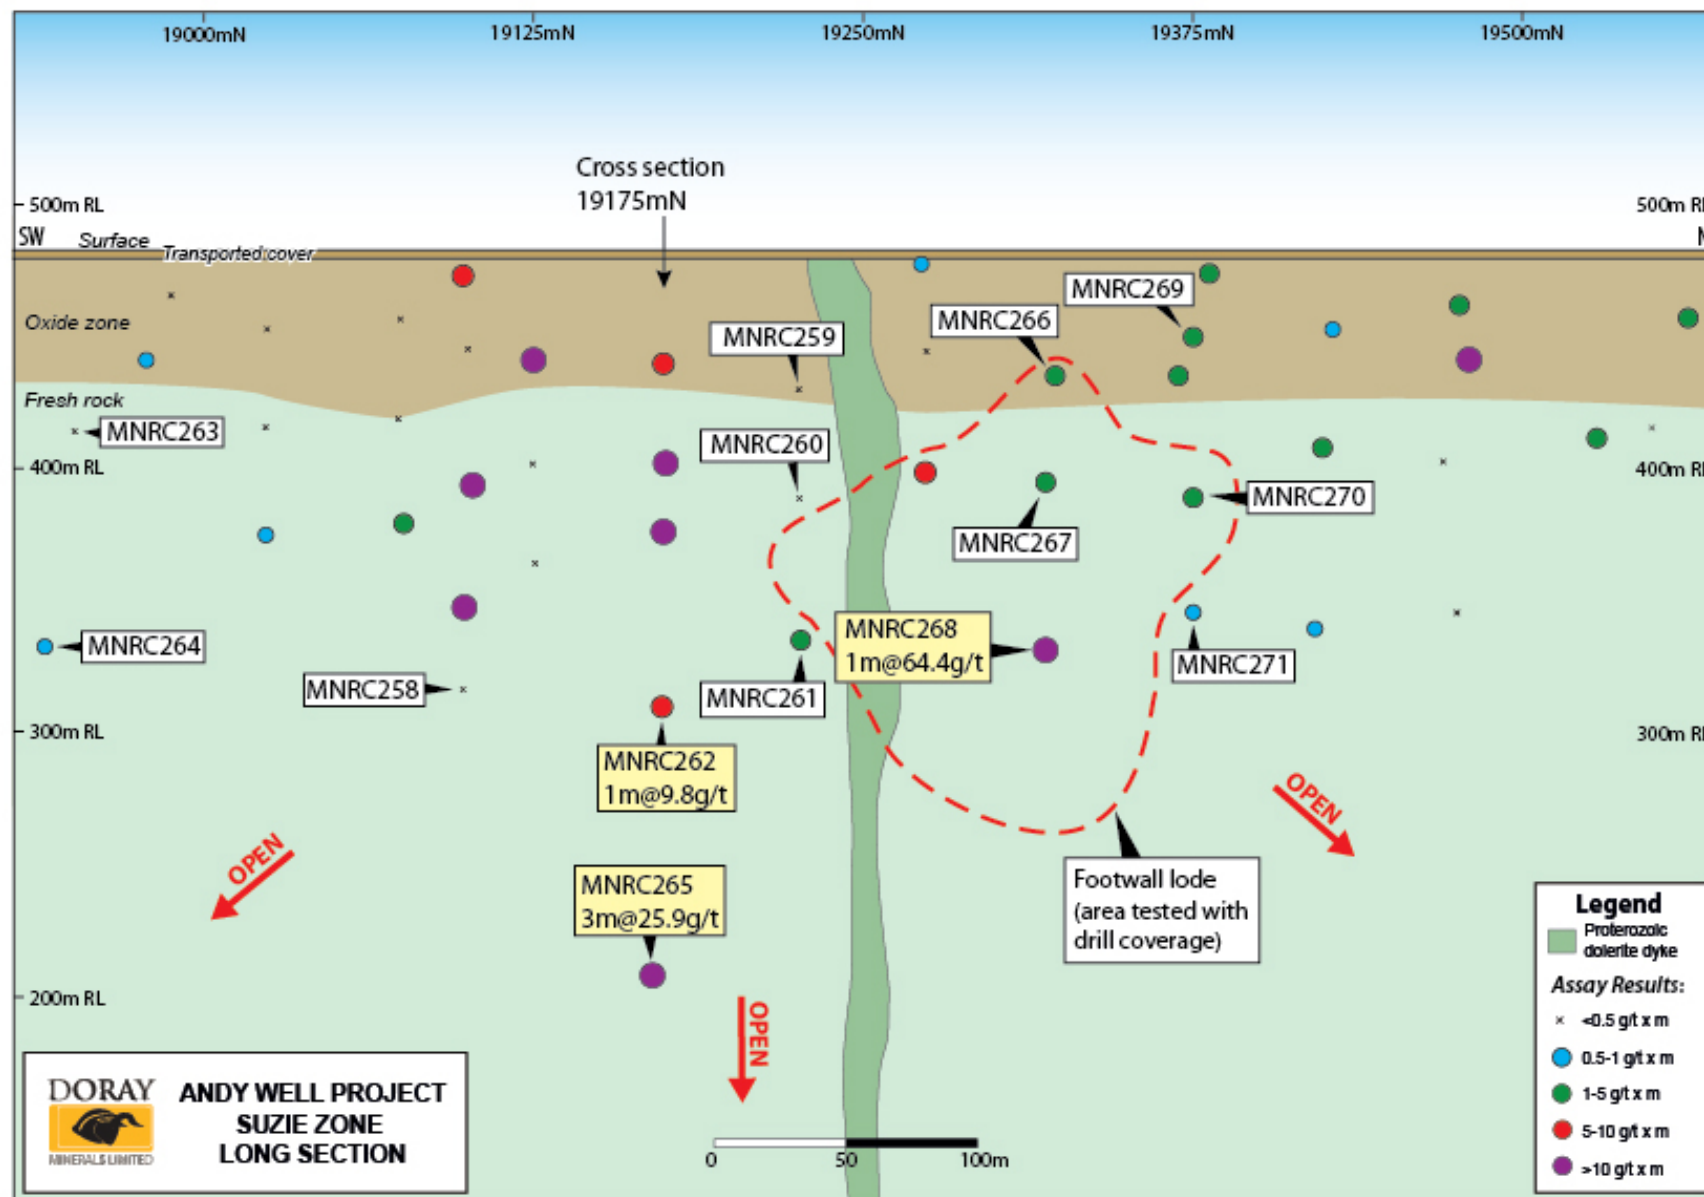 19000mN 19125mN 19250mN 19375mN 19500mN
Cross section
19175mN
500m RL 500m RL
SW Surface
Transported cover
MNRC269
MNRC266
Oxide zone
MNRC259
Fresh rock
MNRC263
MNRC260
400m RL 400m RL
MNRC270
MNRC267
MNRC268
1m@64.4g/t
MNRC264
MNRC271
MNRC258
MNRC261
300m RL 300m RL
MNRC262
1m@9.8g/t
OPEN
OPEN
MNRC265
3m@25.9g/t
Footwall lode
(area tested with
drill coverage)
200m RL
OPEN
Legend
Proterozoic
dolerite dyke
Assay Results:
<0.5 g/t x m
0.5-1 g/t x m
1-5 g/t x m
5-10 g/t x m
>10 g/t x m
DORAY
MINERALS LIMITED
ANDY WELL PROJECT
SUZIE ZONE
LONG SECTION
0 50 100m